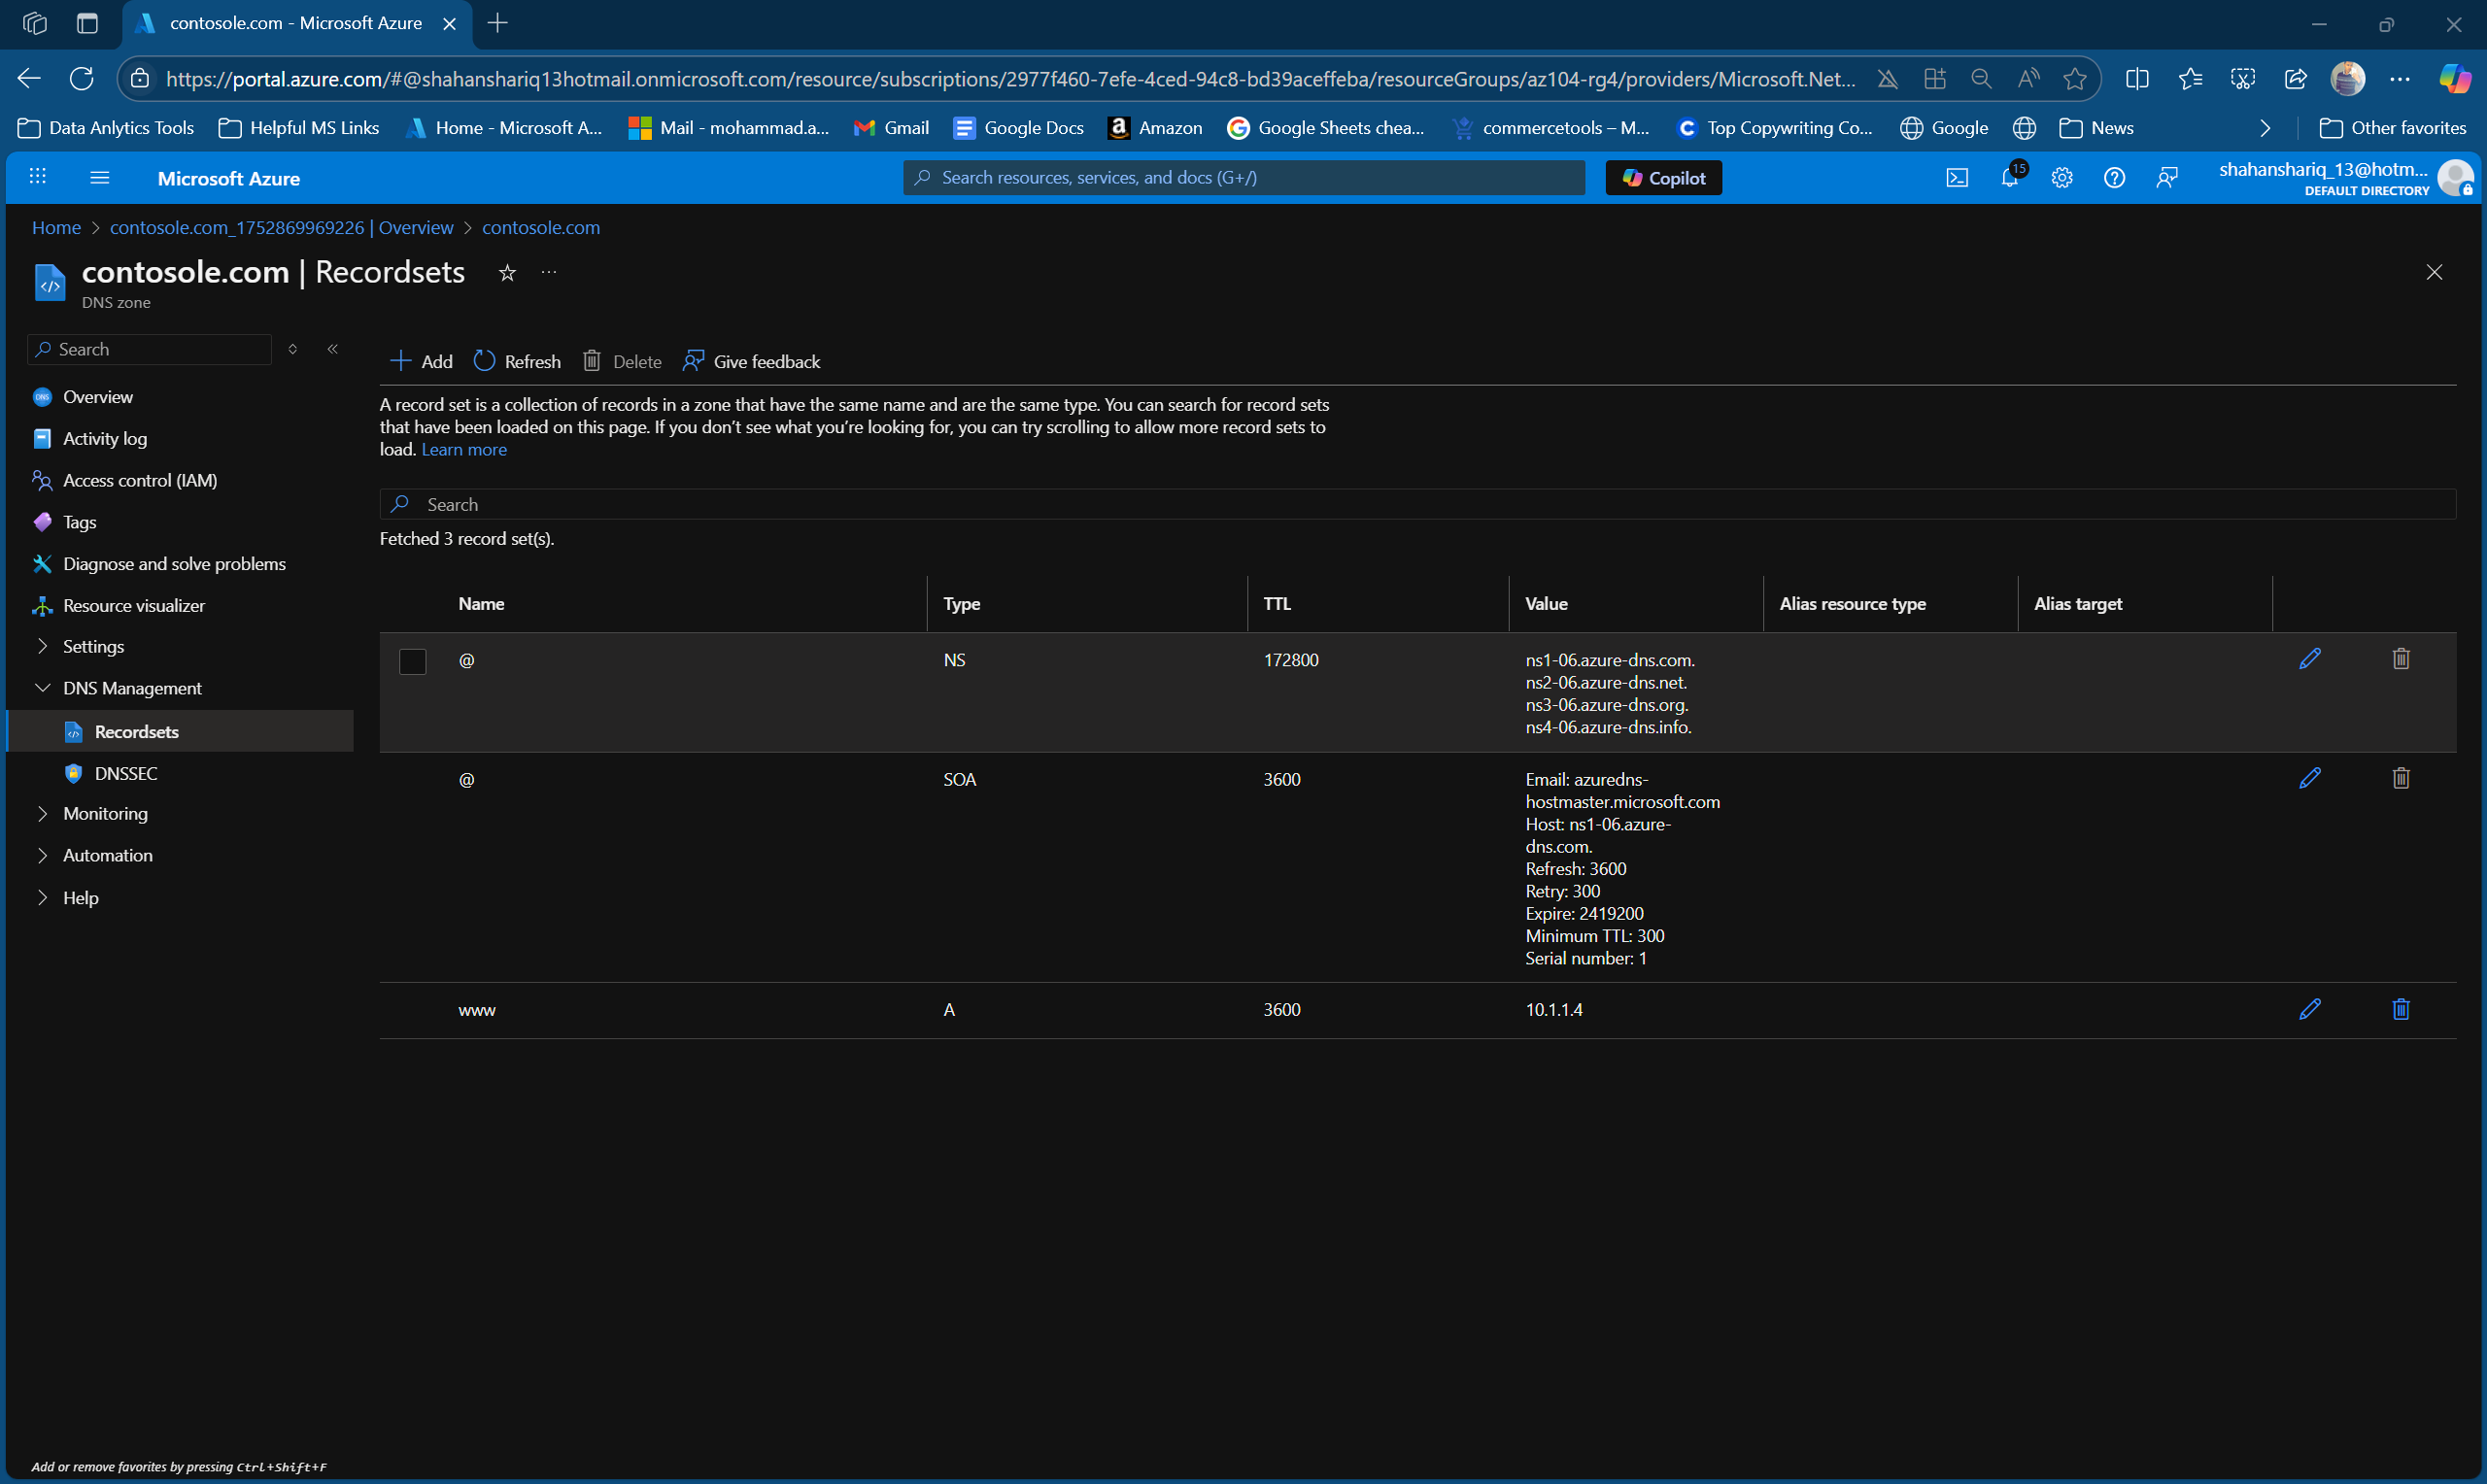 contosole.com - Microsoft Azure
https://portal.azure.com/#@shahanshariq13hotmail.onmicrosoft.com/resource/subscriptions/2977f460-7efe-4ced-94c8-bd39aceffeba/resourceGroups/az104-rg4/providers/Microsoft.Net...
Data Anlytics Tools Helpful MS Links Home - Microsoft A... Mail - mohammad.a... Gmail Google Docs Amazon Google Sheets chea... commercetools – M... Top Copywriting Co... Google News Other favorites
Microsoft Azure Search resources, services, and docs (G+/) Copilot 15 shahanshariq_13@hotm...
DEFAULT DIRECTORY
Home > contosole.com_1752869969226 | Overview > contosole.com
contosole.com | Recordsets
DNS zone
Search
Overview
Activity log
Access control (IAM)
Tags
Diagnose and solve problems
Resource visualizer
Settings
DNS Management
Recordsets
DNSSEC
Monitoring
Automation
Help
Add Refresh Delete Give feedback
A record set is a collection of records in a zone that have the same name and are the same type. You can search for record sets
that have been loaded on this page. If you don't see what you're looking for, you can try scrolling to allow more record sets to
load. Learn more
Search
Fetched 3 record set(s).
Name Type TTL Value Alias resource type Alias target
@ NS 172800 ns1-06.azure-dns.com.
ns2-06.azure-dns.net.
ns3-06.azure-dns.org.
ns4-06.azure-dns.info.
@ SOA 3600 Email: azuredns-
hostmaster.microsoft.com
Host: ns1-06.azure-
dns.com.
Refresh: 3600
Retry: 300
Expire: 2419200
Minimum TTL: 300
Serial number: 1
www A 3600 10.1.1.4
Add or remove favorites by pressing Ctrl+Shift+F